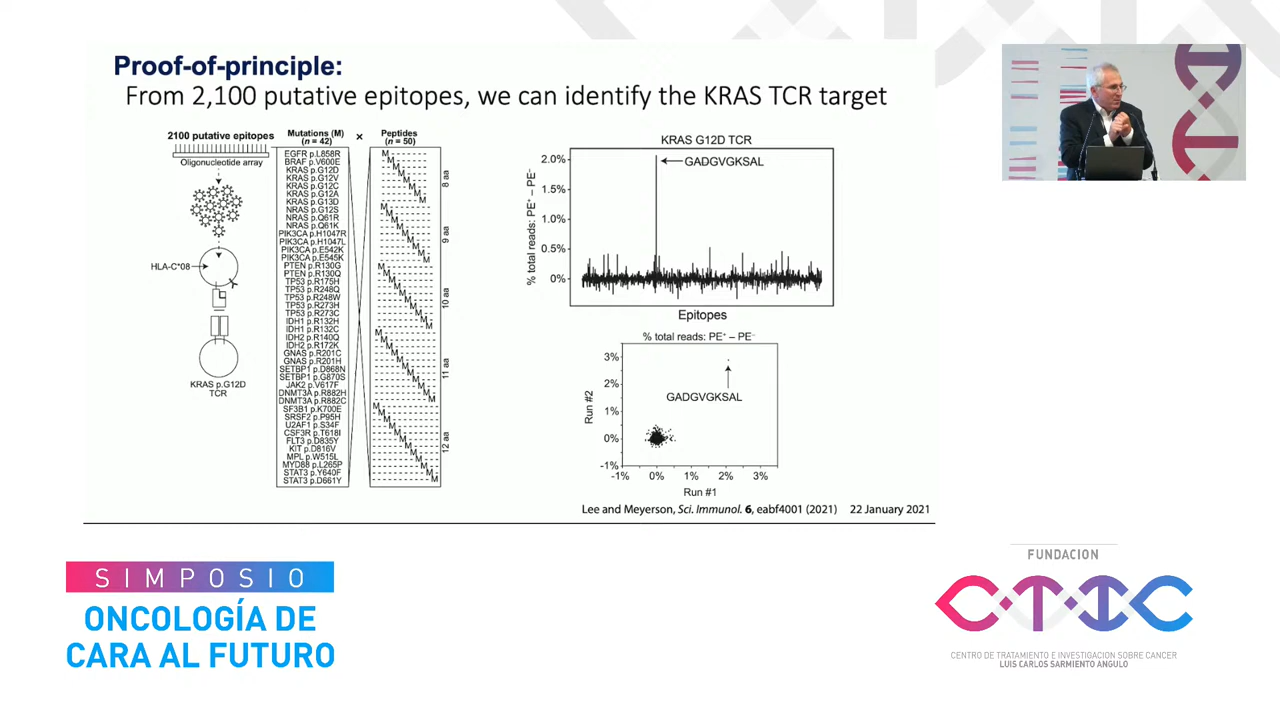 Proof-of-principle:
From 2,100 putative epitopes, we can identify the KRAS TCR target
2100 putative epitopes
Oligonucleotide array
HLA-C*08
KRAS p.G12D
TCR
Mutations (M)
(n = 42)
×
Peptides
(n = 50)
EGFR p.L858R
BRAF p.V600E
KRAS p.G12D
KRAS p.G12V
KRAS p.G12C
KRAS p.G12A
KRAS p.G13D
NRAS p.G12S
NRAS p.Q61R
NRAS p.Q61K
PIK3CA p.H1047R
PIK3CA p.H1047L
PIK3CA p.E542K
PIK3CA p.E545K
PTEN p.R130G
PTEN p.R130Q
TP53 p.R175H
TP53 p.R248Q
TP53 p.R248W
TP53 p.R273H
TP53 p.R273C
IDH1 p.R132H
IDH1 p.R132C
IDH2 p.R140Q
IDH2 p.R172K
GNAS p.R201C
GNAS p.R201H
SETBP1 p.D868N
SETBP1 p.G870S
JAK2 p.V617F
DNMT3A p.R882H
DNMT3A p.R882C
SF3B1 p.K700E
SRSF2 p.P95H
U2AF1 p.S34F
CSF3R p.T618I
FLT3 p.D835Y
KIT p.D816V
MPL p.W515L
MYD88 p.L265P
STAT3 p.Y640F
STAT3 p.D661Y
8 aa
9 aa
10 aa
11 aa
12 aa
KRAS G12D TCR
% total reads: PE⁺ – PE⁻
2.0%
1.5%
1.0%
0.5%
0%
GADGVGKSAL
Epitopes
% total reads: PE⁺ – PE⁻
Run #2
3%
2%
1%
0%
-1%
GADGVGKSAL
-1% 0% 1% 2% 3%
Run #1
Lee and Meyerson, Sci. Immunol. 6, eabf4001 (2021) 22 January 2021
SIMPOSIO
ONCOLOGÍA DE
CARA AL FUTURO
FUNDACION
CTIC
CENTRO DE TRATAMIENTO E INVESTIGACION SOBRE CANCER
LUIS CARLOS SARMIENTO ANGULO